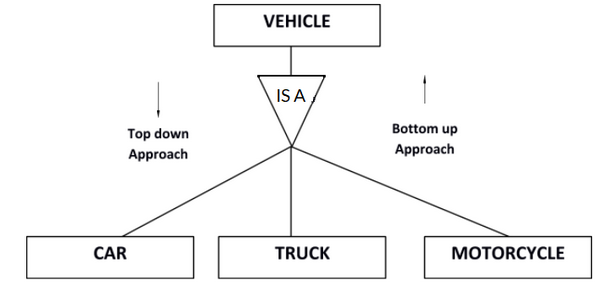 VEHICLE
IS A
Top down
Approach
Bottom up
Approach
CAR
TRUCK
MOTORCYCLE